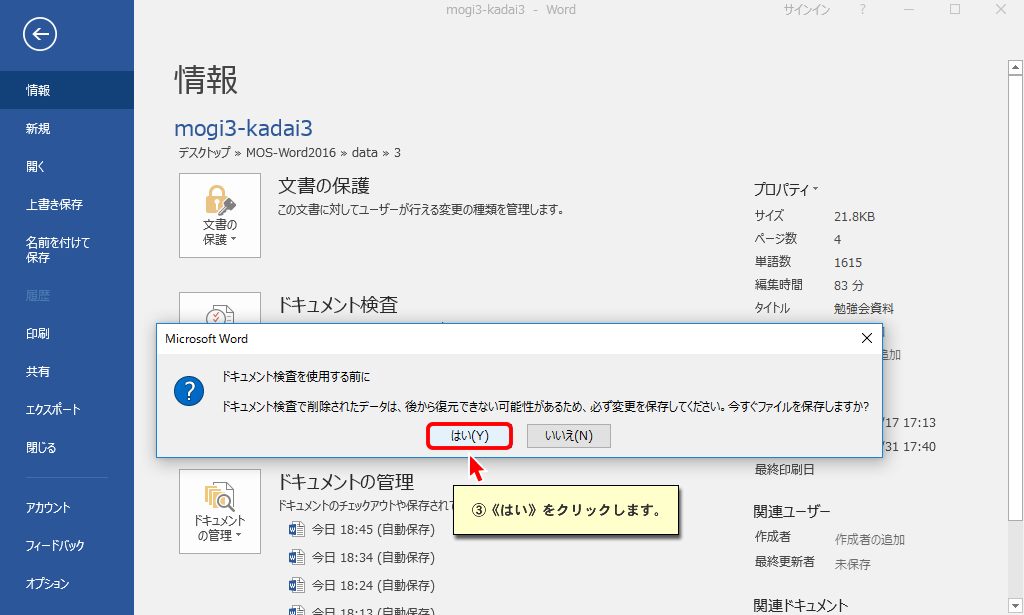 mogi3-kadai3 - Word
サインイン
?
情報
新規
開く
上書き保存
名前を付けて
保存
履歴
印刷
共有
エクスポート
閉じる
アカウント
フィードバック
オプション
情報
mogi3-kadai3
デスクトップ » MOS-Word2016 » data » 3
文書の
保護
文書の保護
この文書に対してユーザーが行える変更の種類を管理します。
ドキュメント検査
プロパティ
サイズ 21.8KB
ページ数 4
単語数 1615
編集時間 83 分
タイトル 勉強会資料
追加
Microsoft Word
?
ドキュメント検査を使用する前に
ドキュメント検査で削除されたデータは、後から復元できない可能性があるため、必ず変更を保存してください。今すぐファイルを保存しますか?
はい(Y)
いいえ(N)
/17 17:13
/31 17:40
最終印刷日
ドキュメント
の管理
ドキュメントの管理
ドキュメントのチェックアウトや保存されて
今日 18:45 (自動保存)
今日 18:34 (自動保存)
今日 18:24 (自動保存)
今日 18:13 (自動保存)
③《はい》をクリックします。
関連ユーザー
作成者 作成者の追加
最終更新者 未保存
関連ドキュメント